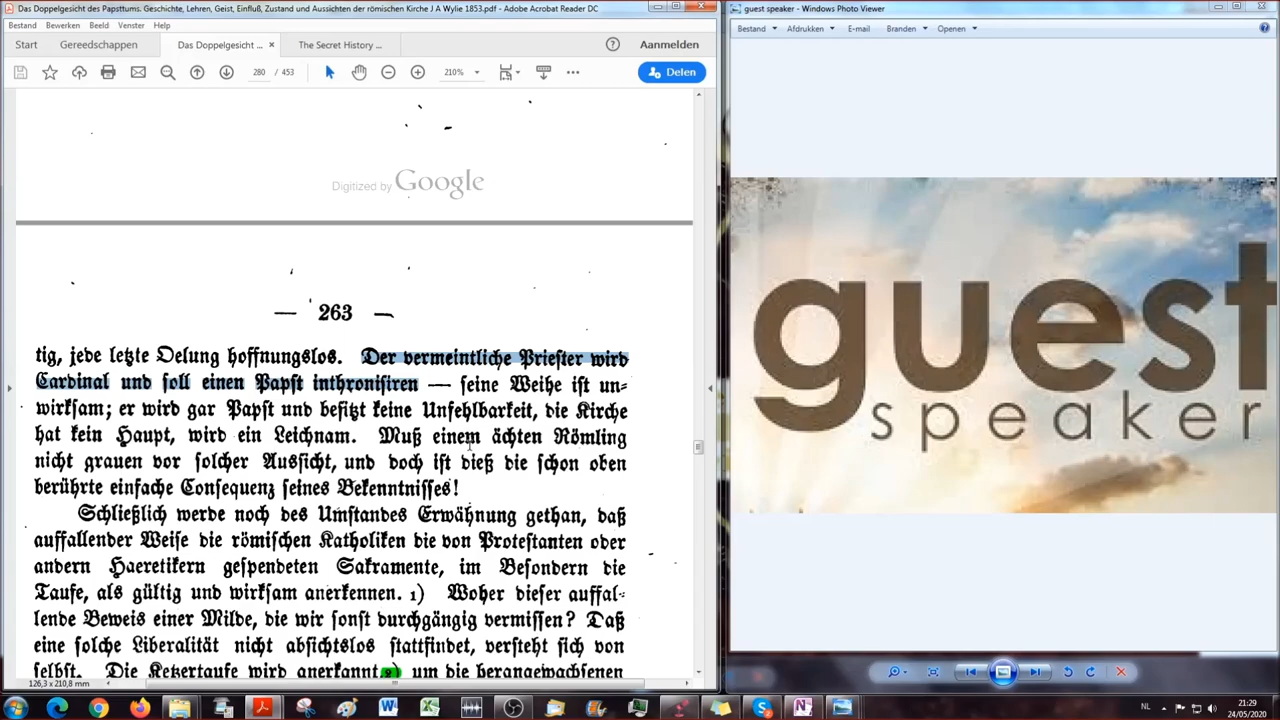 Das Doppelgesicht des Papsttums. Geschichte, Lehren, Geist, Einfluß, Zustand und Aussichten der römischen Kirche J A Wylie 1853.pdf - Adobe Acrobat Reader DC
Bestand Bewerken Beeld Venster Help
Start Gereedschappen Das Doppelgesicht ... × The Secret History ... Anmelden
280 / 453 210% Delen
Digitized by Google
— 263 —
tig, jede letzte Oelung hoffnungslos. Der vermeintliche Priester wird
Cardinal und soll einen Papst inthronisiren — seine Weihe ist un-
wirksam; er wird gar Papst und besitzt keine Unfehlbarkeit, die Kirche
hat kein Haupt, wird ein Leichnam. Muß einem ächten Römling
nicht grauen vor solcher Aussicht, und doch ist dieß die schon oben
berührte einfache Consequenz seines Bekenntnisses!
Schließlich werde noch des Umstandes Erwähnung gethan, daß
auffallender Weise die römischen Katholiken die von Protestanten oder
andern Haeretikern gespendeten Sakramente, im Besondern die
Taufe, als gültig und wirksam anerkennen. 1) Woher dieser auffal-
lende Beweis einer Milde, die wir sonst durchgängig vermissen? Daß
eine solche Liberalität nicht absichtslos stattfindet, versteht sich von
selbst. Die Ketzertaufe wird anerkannt,2) um die herangewachsenen
126,3 x 210,8 mm
guest speaker - Windows Photo Viewer
Bestand Afdrukken E-mail Branden Openen
guest
speaker
NL 21:29
24/05/2020